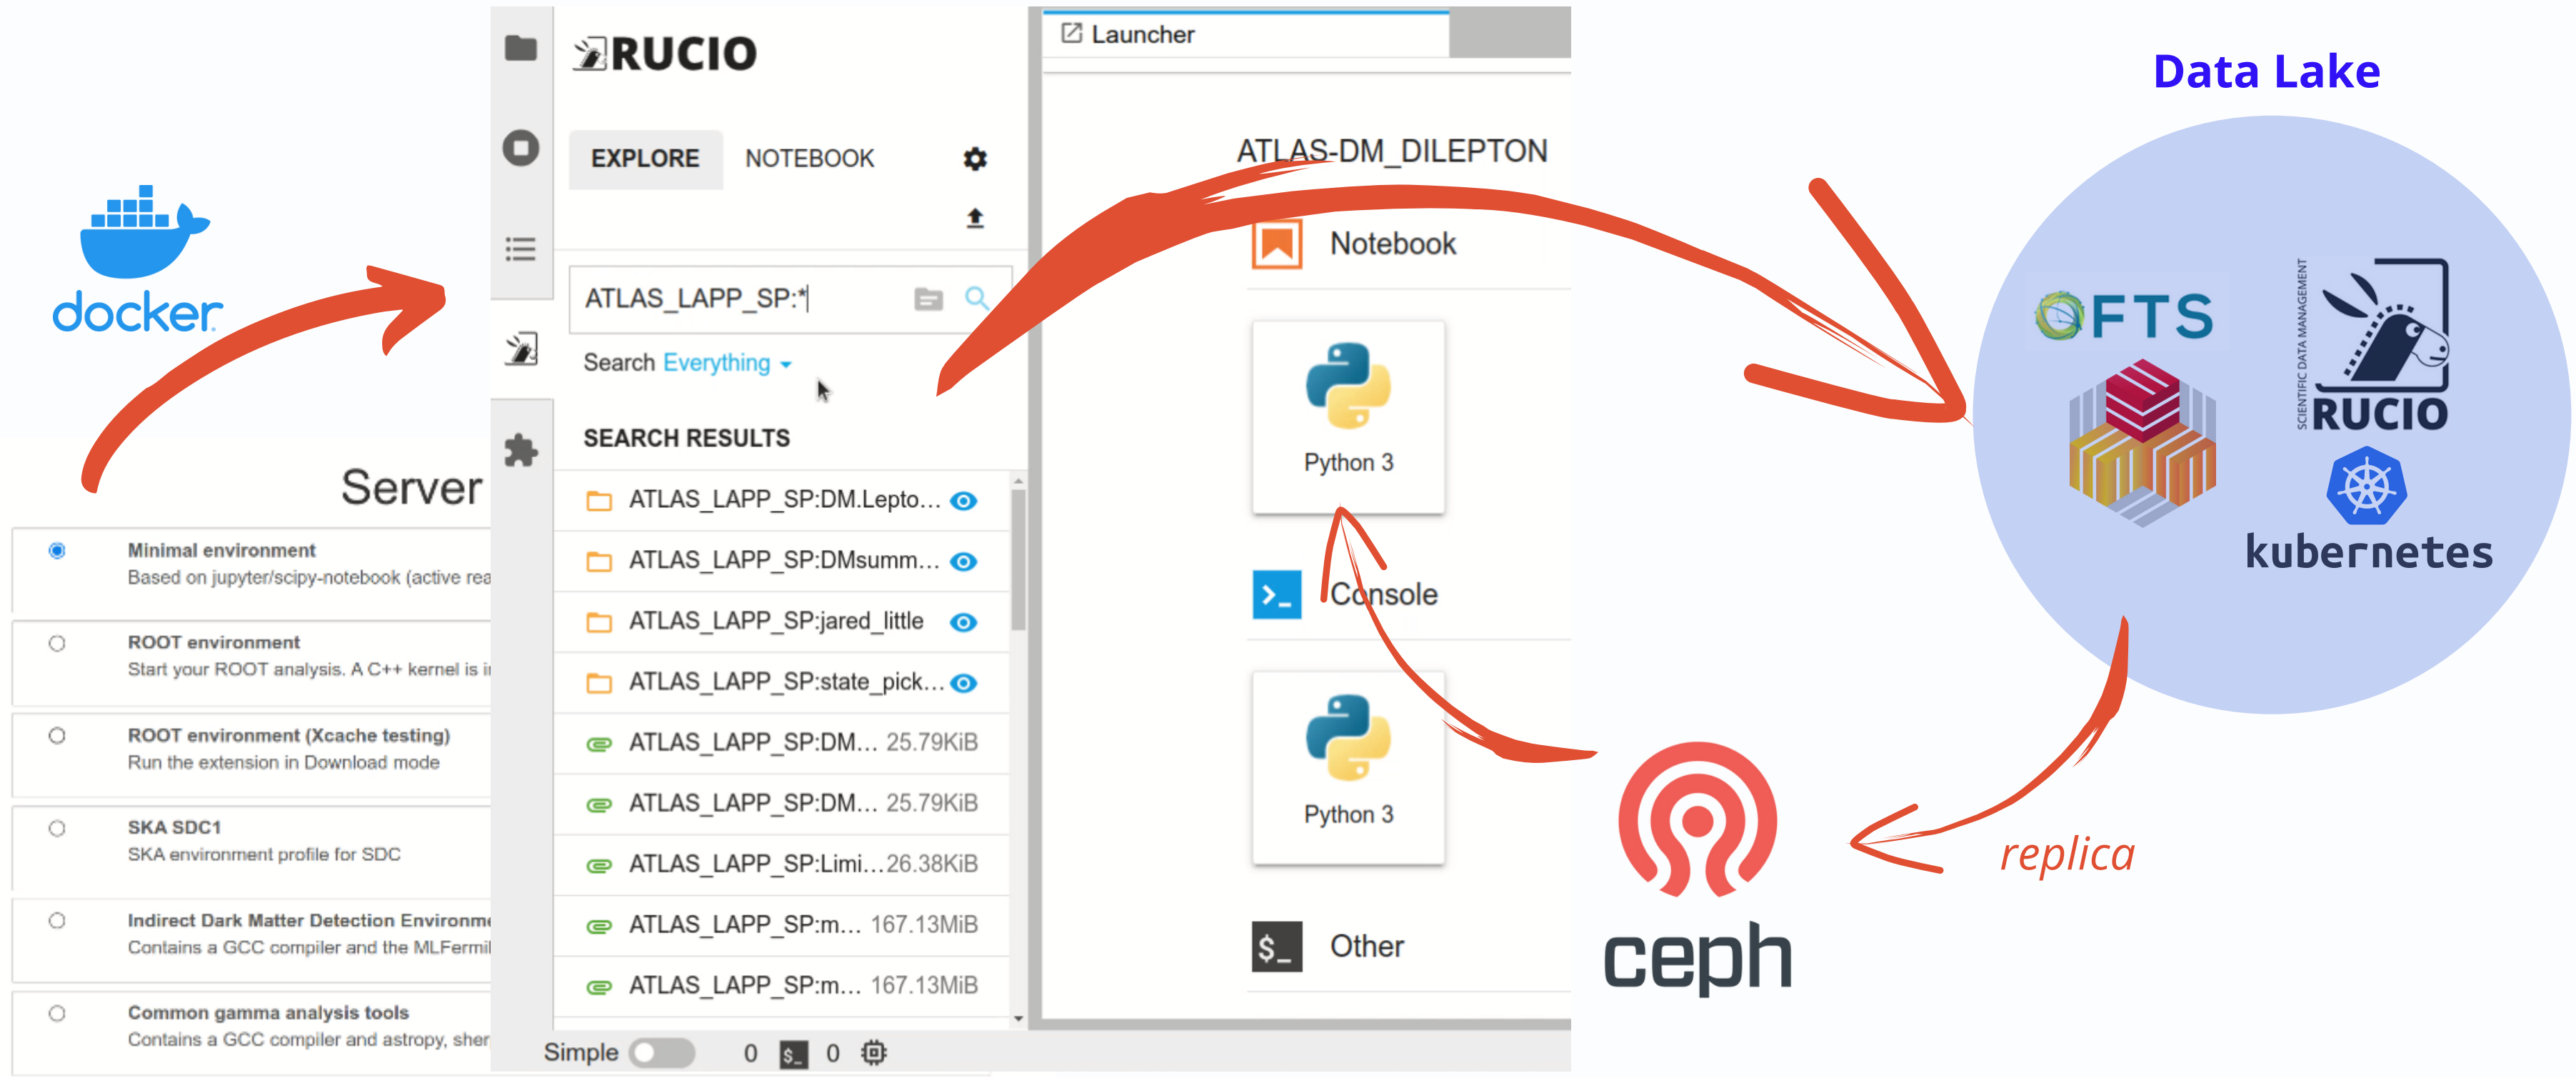 docker
Server
Minimal environment
Based on jupyter/scipy-notebook (active rea
ROOT environment
Start your ROOT analysis. A C++ kernel is i
ROOT environment (Xcache testing)
Run the extension in Download mode
SKA SDC1
SKA environment profile for SDC
Indirect Dark Matter Detection Environme
Contains a GCC compiler and the MLFermi
Common gamma analysis tools
Contains a GCC compiler and astropy, sher
RUCIO
EXPLORE NOTEBOOK
ATLAS_LAPP_SP:*
Search Everything
SEARCH RESULTS
ATLAS_LAPP_SP:DM.Lepto...
ATLAS_LAPP_SP:DMsumm...
ATLAS_LAPP_SP:jared_little
ATLAS_LAPP_SP:state_pick...
ATLAS_LAPP_SP:DM... 25.79KiB
ATLAS_LAPP_SP:DM... 25.79KiB
ATLAS_LAPP_SP:Limi... 26.38KiB
ATLAS_LAPP_SP:m... 167.13MiB
ATLAS_LAPP_SP:m... 167.13MiB
Simple 0 $_ 0
Launcher
ATLAS-DM_DILEPTON
Notebook
Python 3
>_ Console
Python 3
$_ Other
Data Lake
FTS
SCIENTIFIC DATA MANAGEMENT
RUCIO
kubernetes
replica
ceph